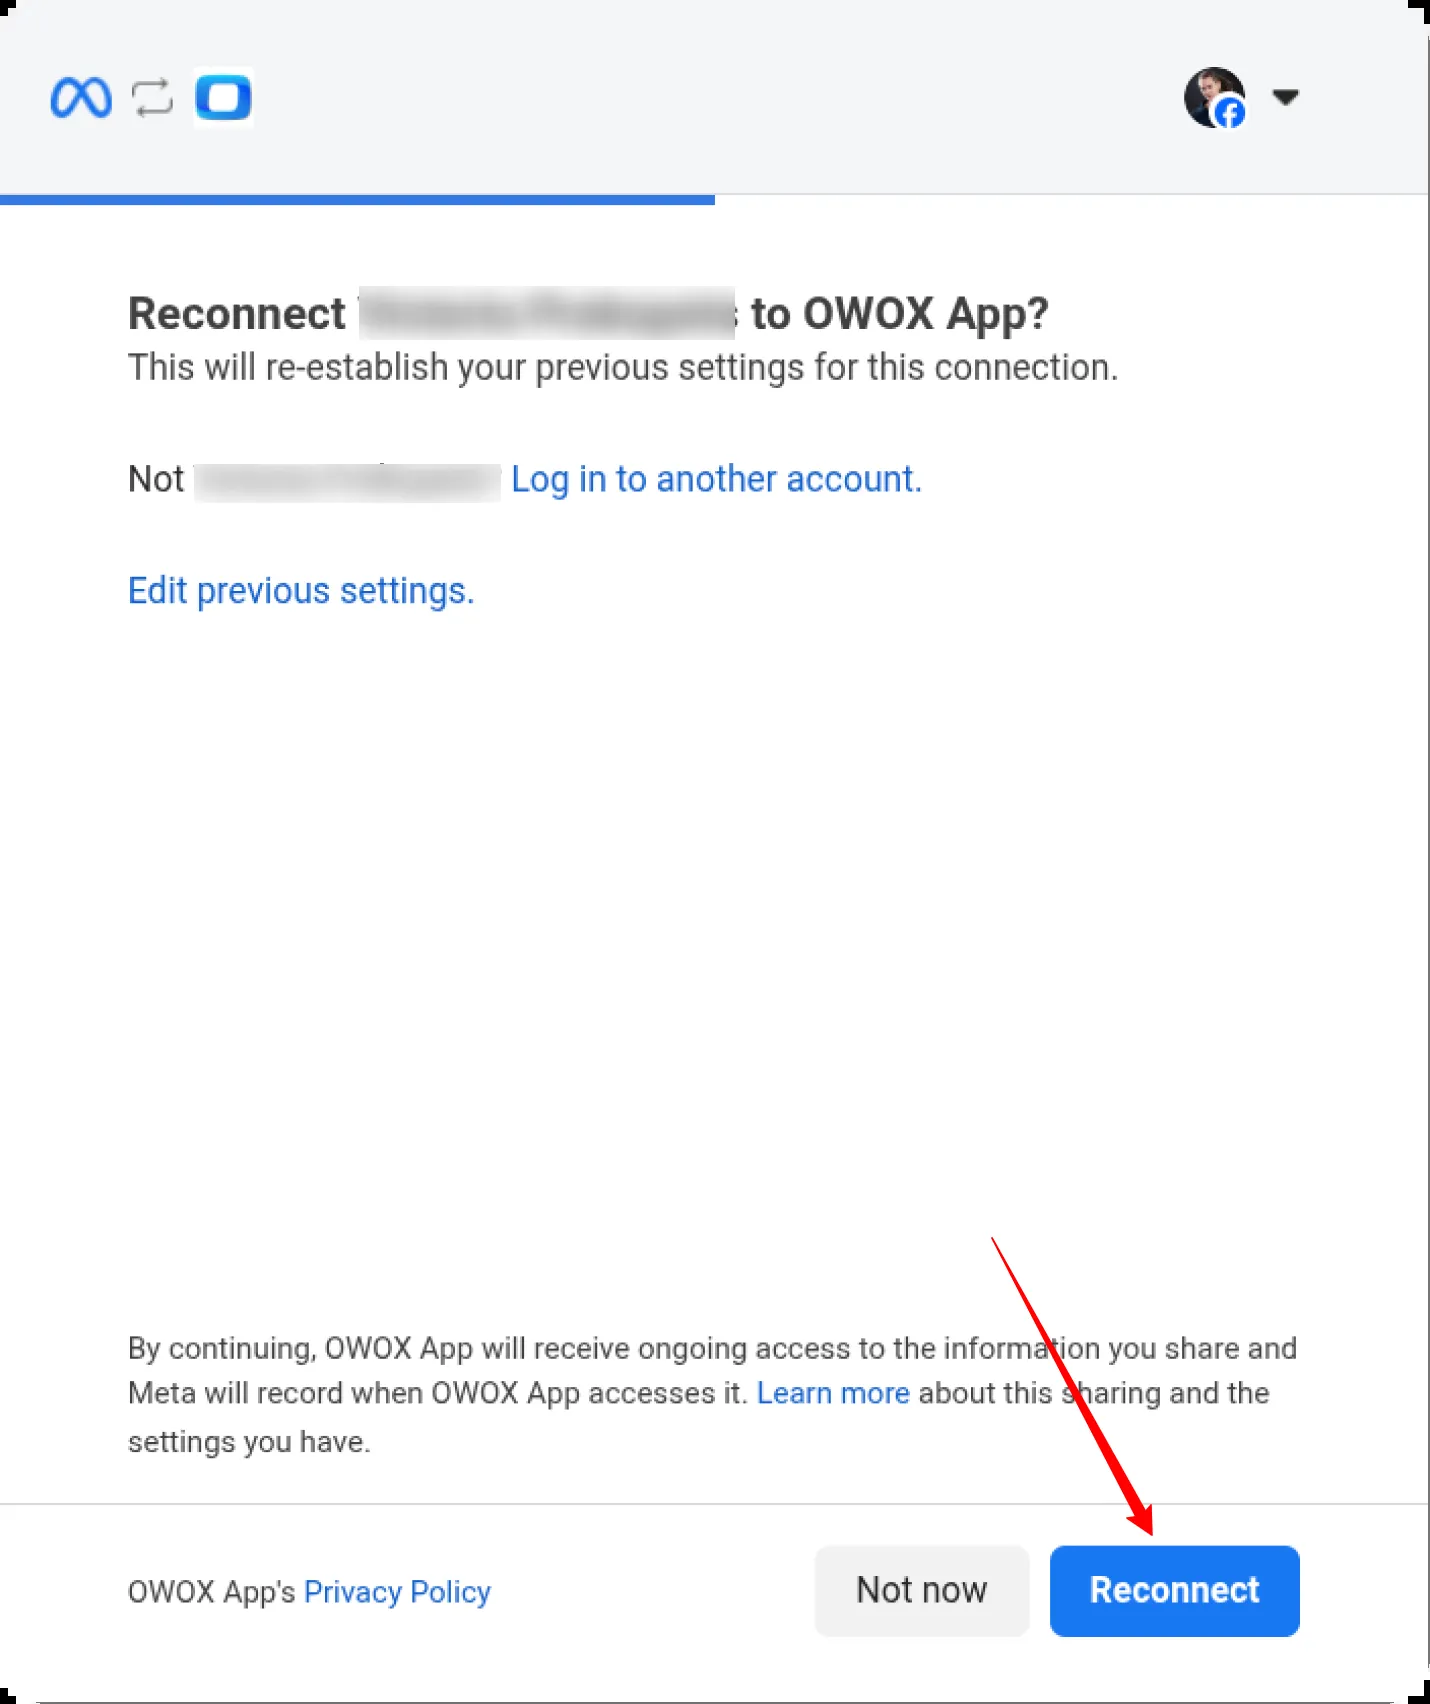 Reconnect to OWOX App?
This will re-establish your previous settings for this connection.
Not Log in to another account.
Edit previous settings.
By continuing, OWOX App will receive ongoing access to the information you share and
Meta will record when OWOX App accesses it. Learn more about this sharing and the
settings you have.
OWOX App's Privacy Policy
Not now
Reconnect